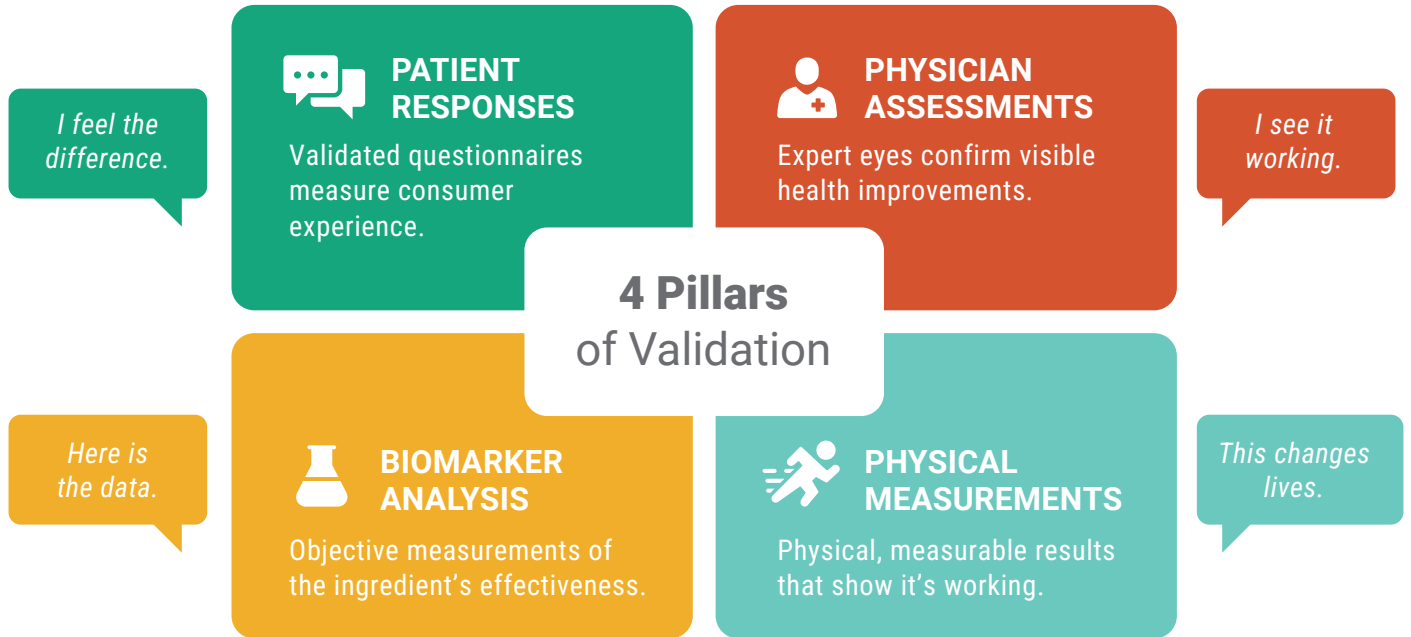 I feel the
difference.
PATIENT
RESPONSES
Validated questionnaires
measure consumer
experience.
PHYSICIAN
ASSESSMENTS
Expert eyes confirm visible
health improvements.
I see it
working.
4 Pillars
of Validation
Here is
the data.
BIOMARKER
ANALYSIS
Objective measurements of
the ingredient’s effectiveness.
PHYSICAL
MEASUREMENTS
Physical, measurable results
that show it’s working.
This changes
lives.